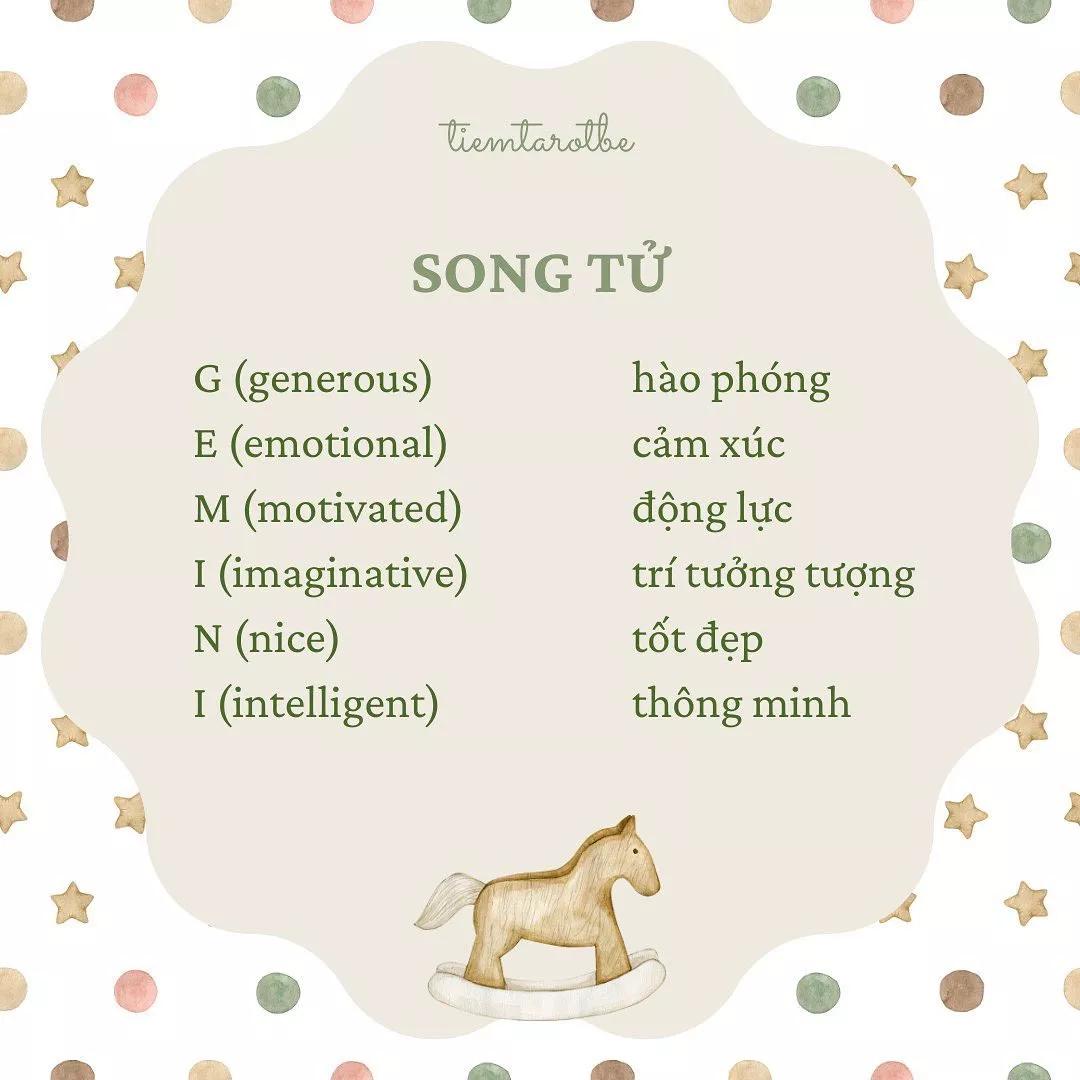 tiemtarotbe
SONG TỬ
G (generous) hào phóng
E (emotional) cảm xúc
M (motivated) động lực
I (imaginative) trí tưởng tượng
N (nice) tốt đẹp
I (intelligent) thông minh